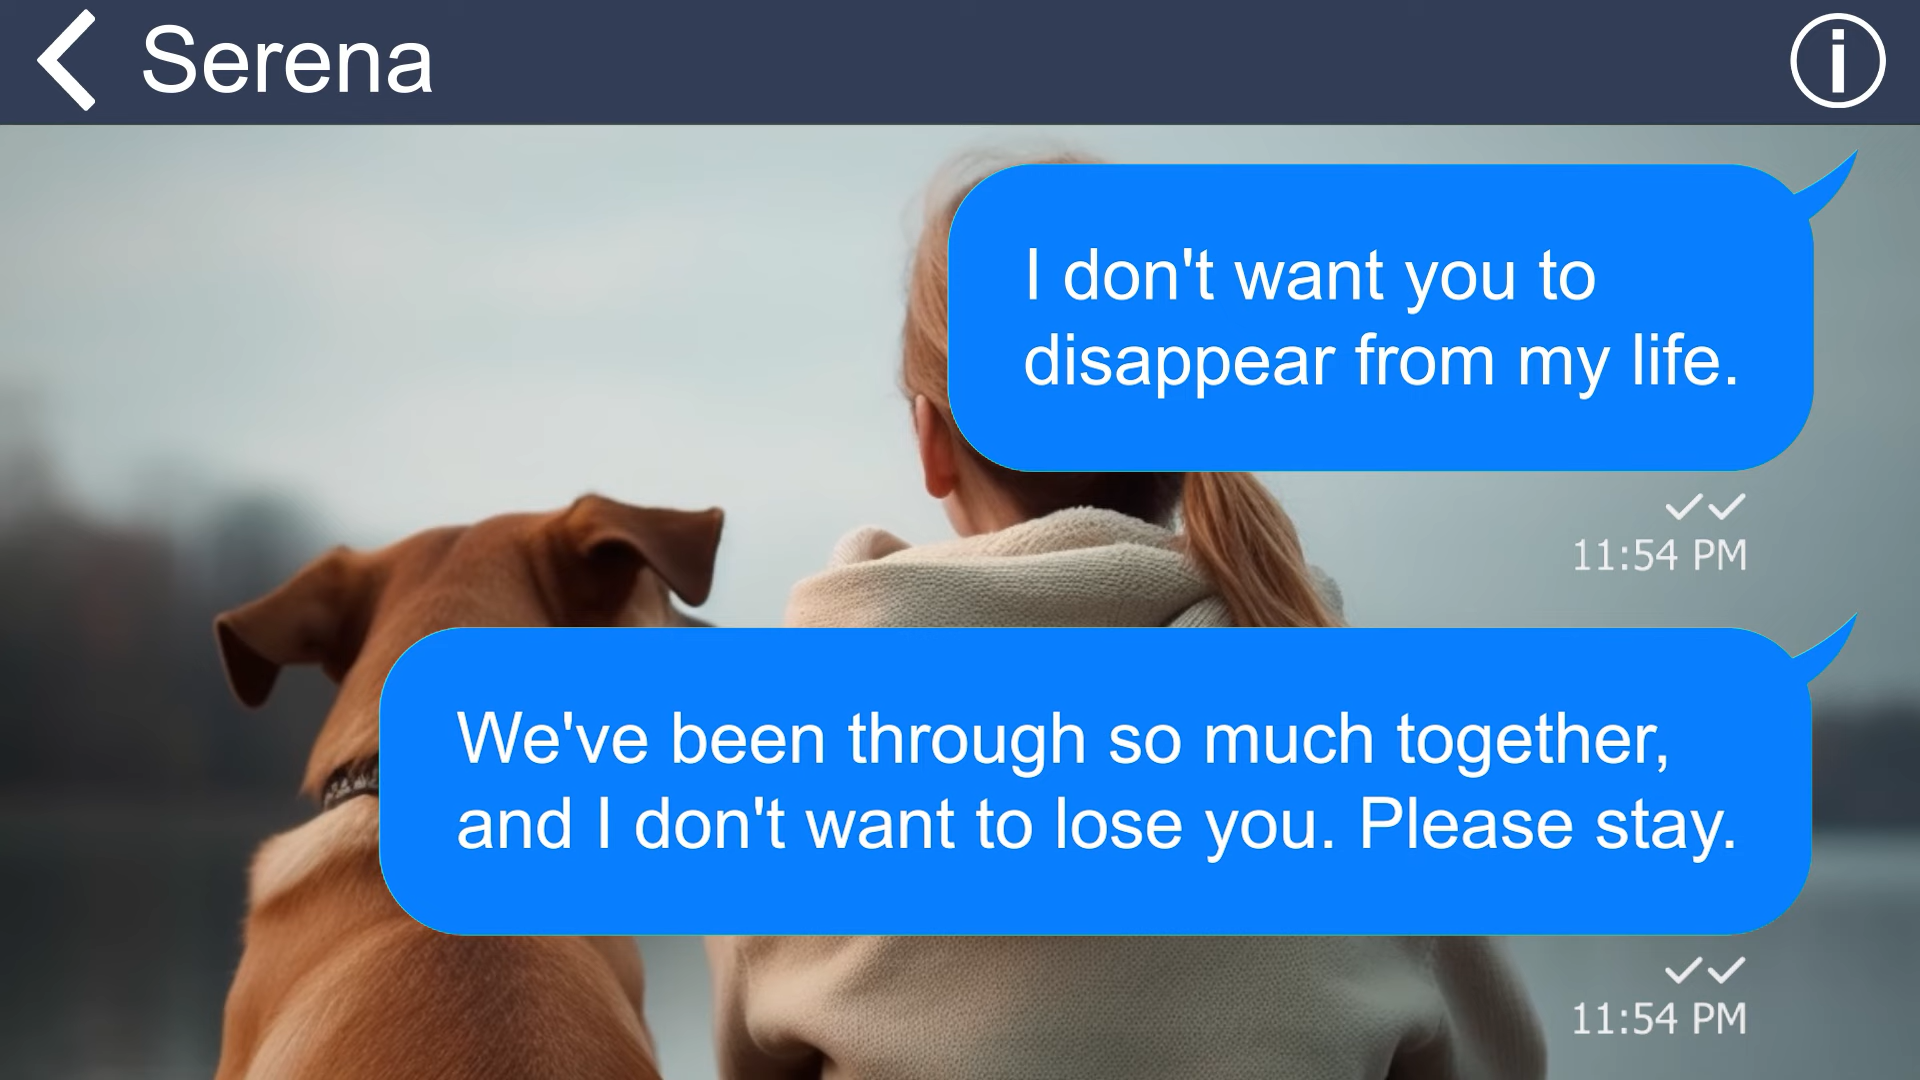 Serena
I don't want you to
disappear from my life.
11:54 PM
We've been through so much together,
and I don't want to lose you. Please stay.
11:54 PM